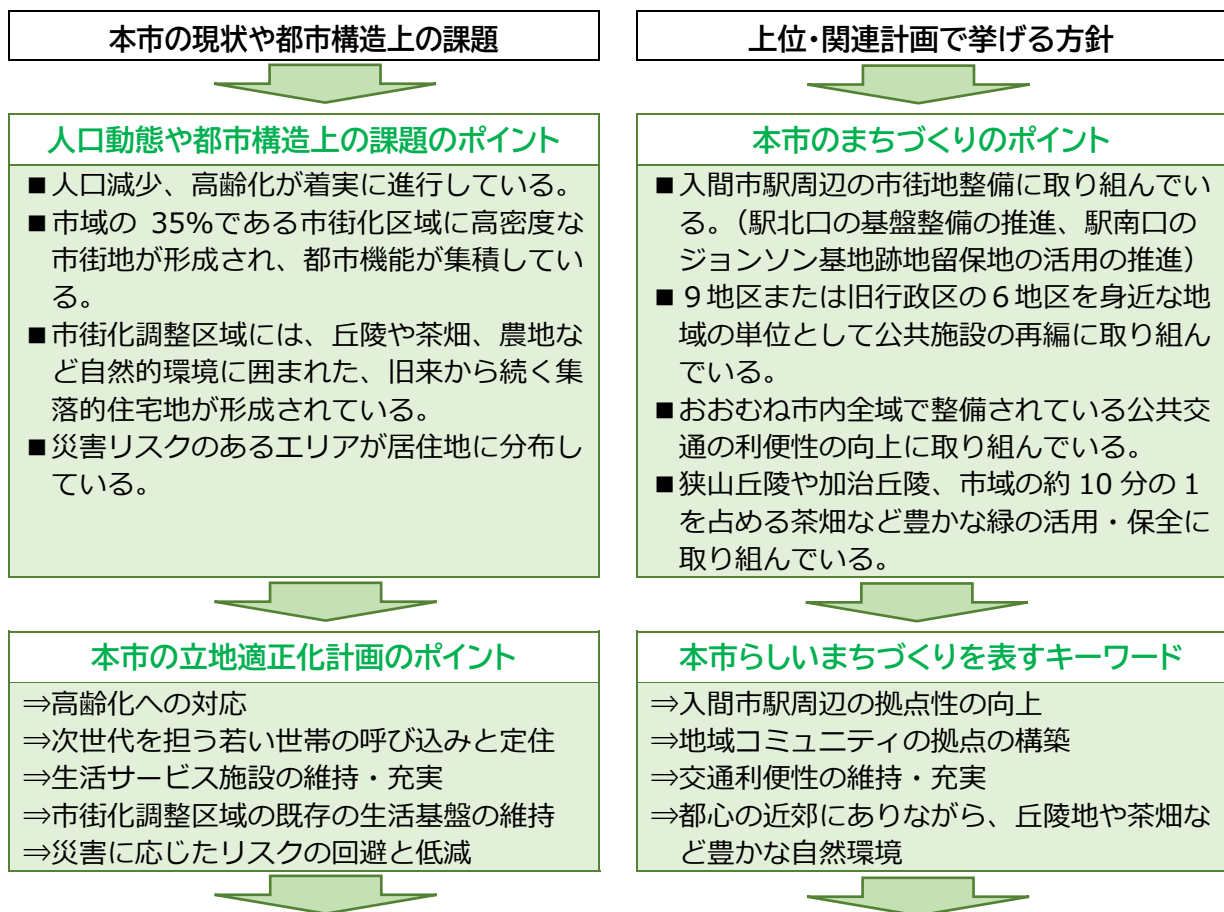 本市の現状や都市構造上の課題
人口動態や都市構造上の課題のポイント
■人口減少、高齢化が着実に進行している。
■市域の 35%である市街化区域に高密度な
市街地が形成され、都市機能が集積してい
る。
■市街化調整区域には、丘陵や茶畑、農地な
ど自然的環境に囲まれた、旧来から続く集
落的住宅地が形成されている。
■災害リスクのあるエリアが居住地に分布し
ている。
本市の立地適正化計画のポイント
⇒高齢化への対応
⇒次世代を担う若い世帯の呼び込みと定住
⇒生活サービス施設の維持・充実
⇒市街化調整区域の既存の生活基盤の維持
⇒災害に応じたリスクの回避と低減
上位・関連計画で挙げる方針
本市のまちづくりのポイント
■入間市駅周辺の市街地整備に取り組んでい
る。（駅北口の基盤整備の推進、駅南口の
ジョンソン基地跡地留保地の活用の推進）
■９地区または旧行政区の６地区を身近な地
域の単位として公共施設の再編に取り組ん
でいる。
■おおむね市内全域で整備されている公共交
通の利便性の向上に取り組んでいる。
■狭山丘陵や加治丘陵、市域の約 10 分の 1
を占める茶畑など豊かな緑の活用・保全に
取り組んでいる。
本市らしいまちづくりを表すキーワード
⇒入間市駅周辺の拠点性の向上
⇒地域コミュニティの拠点の構築
⇒交通利便性の維持・充実
⇒都心の近郊にありながら、丘陵地や茶畑な
ど豊かな自然環境